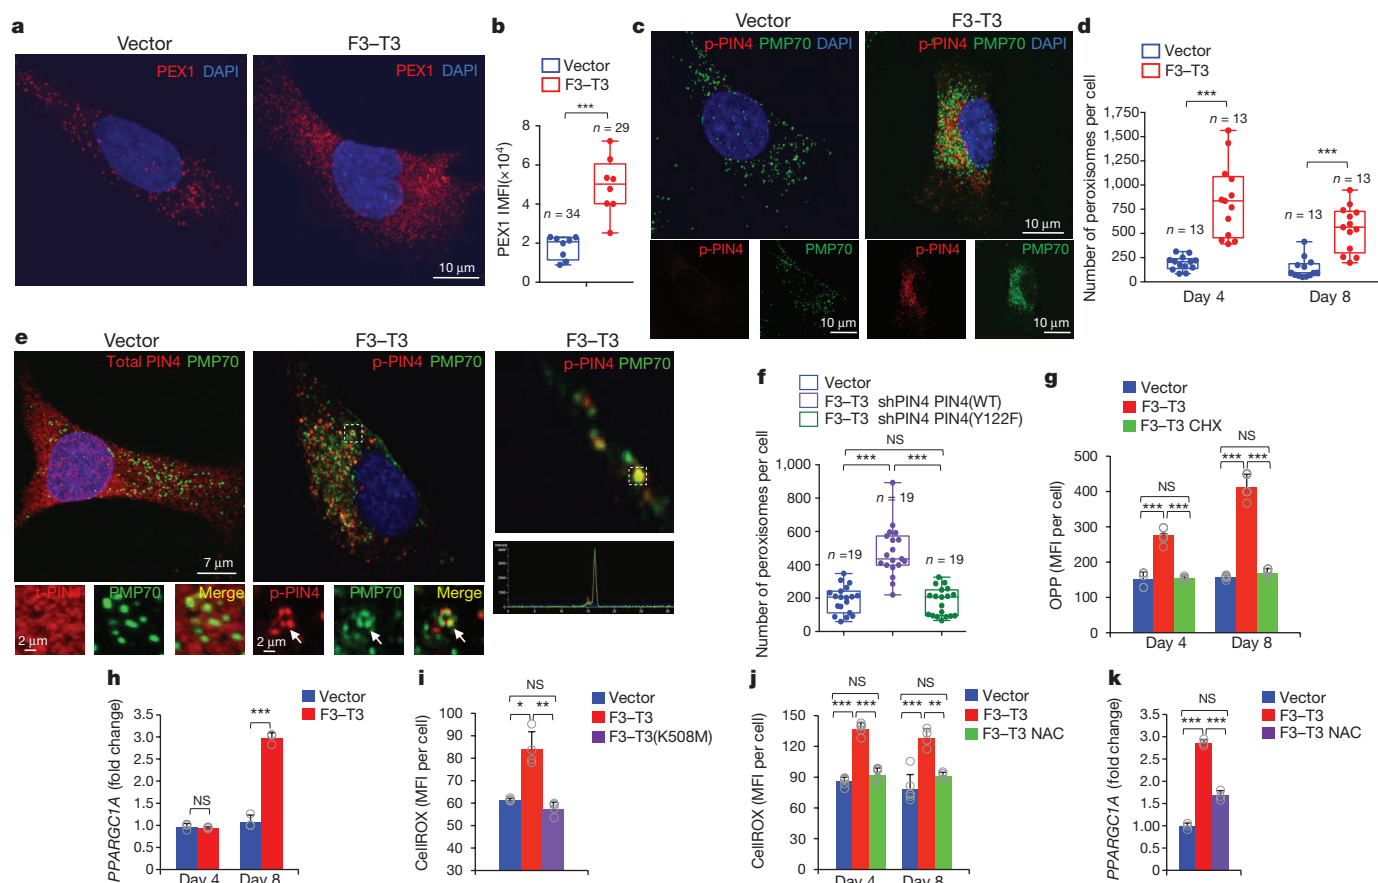 a
Vector
F3–T3
PEX1 DAPI
PEX1 DAPI
10 μm
b
Vector
F3–T3
***
n = 29
n = 34
PEX1 IMFI(×10⁴)
8
6
4
2
0
c
Vector
F3-T3
p-PIN4 PMP70 DAPI
p-PIN4 PMP70 DAPI
10 μm
p-PIN4
PMP70
p-PIN4
PMP70
10 μm
10 μm
d
Vector
F3–T3
***
n = 13
***
n = 13
n = 13
n = 13
Number of peroxisomes per cell
1,750
1,500
1,250
1,000
750
500
250
0
Day 4
Day 8
e
Vector
F3–T3
F3–T3
Total PIN4 PMP70
p-PIN4 PMP70
p-PIN4 PMP70
7 μm
t-PIN4
PMP70
Merge
p-PIN4
PMP70
Merge
2 μm
2 μm
f
Vector
F3–T3 shPIN4 PIN4(WT)
F3–T3 shPIN4 PIN4(Y122F)
NS
***
***
n = 19
n =19
n = 19
Number of peroxisomes per cell
1,000
800
600
400
200
0
g
Vector
F3–T3
F3–T3 CHX
NS
***
***
NS
***
***
OPP (MFI per cell)
500
400
300
200
100
0
Day 4
Day 8
h
Vector
F3–T3
***
NS
PPARGC1A (fold change)
3.5
3.0
2.5
2.0
1.5
1.0
0.5
0
Day 4
Day 8
i
Vector
F3–T3
F3–T3(K508M)
NS
*
**
CellROX (MFI per cell)
100
90
80
70
60
50
40
30
j
Vector
F3–T3
F3–T3 NAC
NS
***
***
NS
***
**
CellROX (MFI per cell)
150
120
90
60
30
0
Day 4
Day 8
k
Vector
F3–T3
F3–T3 NAC
NS
***
***
PPARGC1A (fold change)
3.5
3.0
2.5
2.0
1.5
1.0
0.5
0